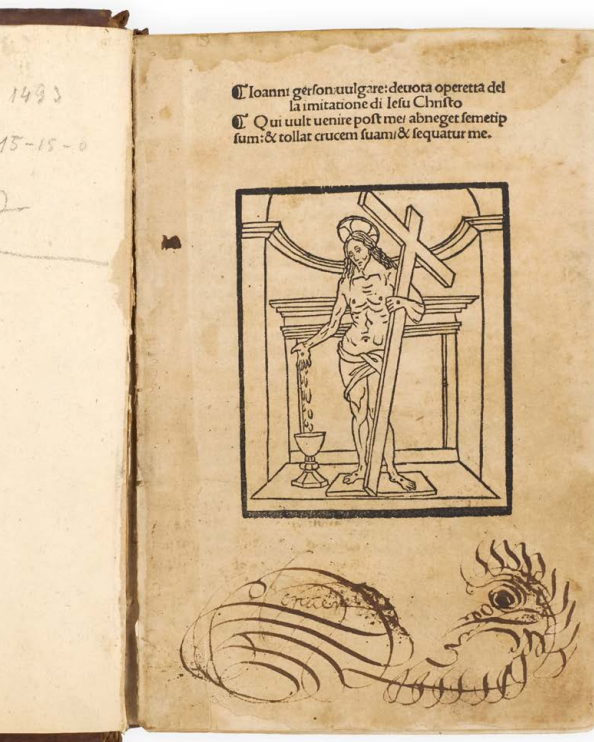 1493
15-15-0
⁋ Ioanni gerson:uulgare:deuota operetta del
la imitatione di Iesu Christo
⁋ Qui uult uenire post me/ abneget semetip
sum:& tollat crucem suam/& sequatur me.